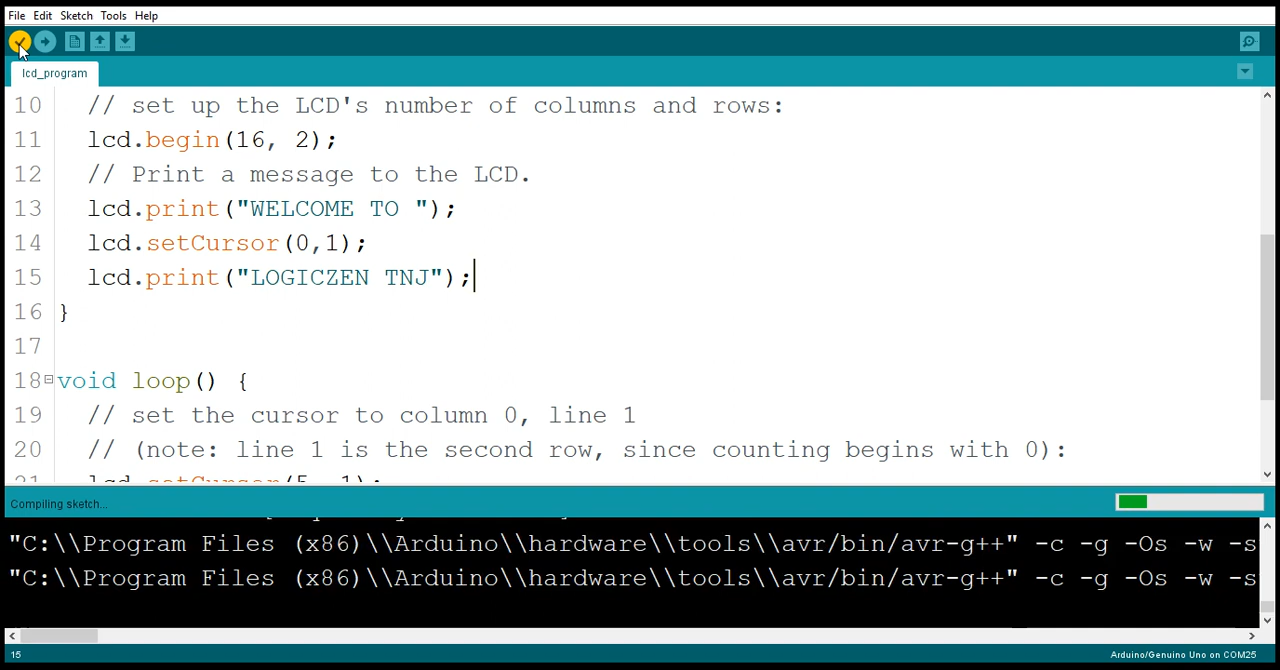 File Edit Sketch Tools Help
lcd_program
10 // set up the LCD's number of columns and rows:
11 lcd.begin(16, 2);
12 // Print a message to the LCD.
13 lcd.print("WELCOME TO ");
14 lcd.setCursor(0,1);
15 lcd.print("LOGICZEN TNJ");
16 }
17
18 void loop() {
19 // set the cursor to column 0, line 1
20 // (note: line 1 is the second row, since counting begins with 0):
21 lcd.setCursor(5, 1);
Compiling sketch...
"C:\\Program Files (x86)\\Arduino\\hardware\\tools\\avr/bin/avr-g++" -c -g -Os -w -s
"C:\\Program Files (x86)\\Arduino\\hardware\\tools\\avr/bin/avr-g++" -c -g -Os -w -s
15 Arduino/Genuino Uno on COM25